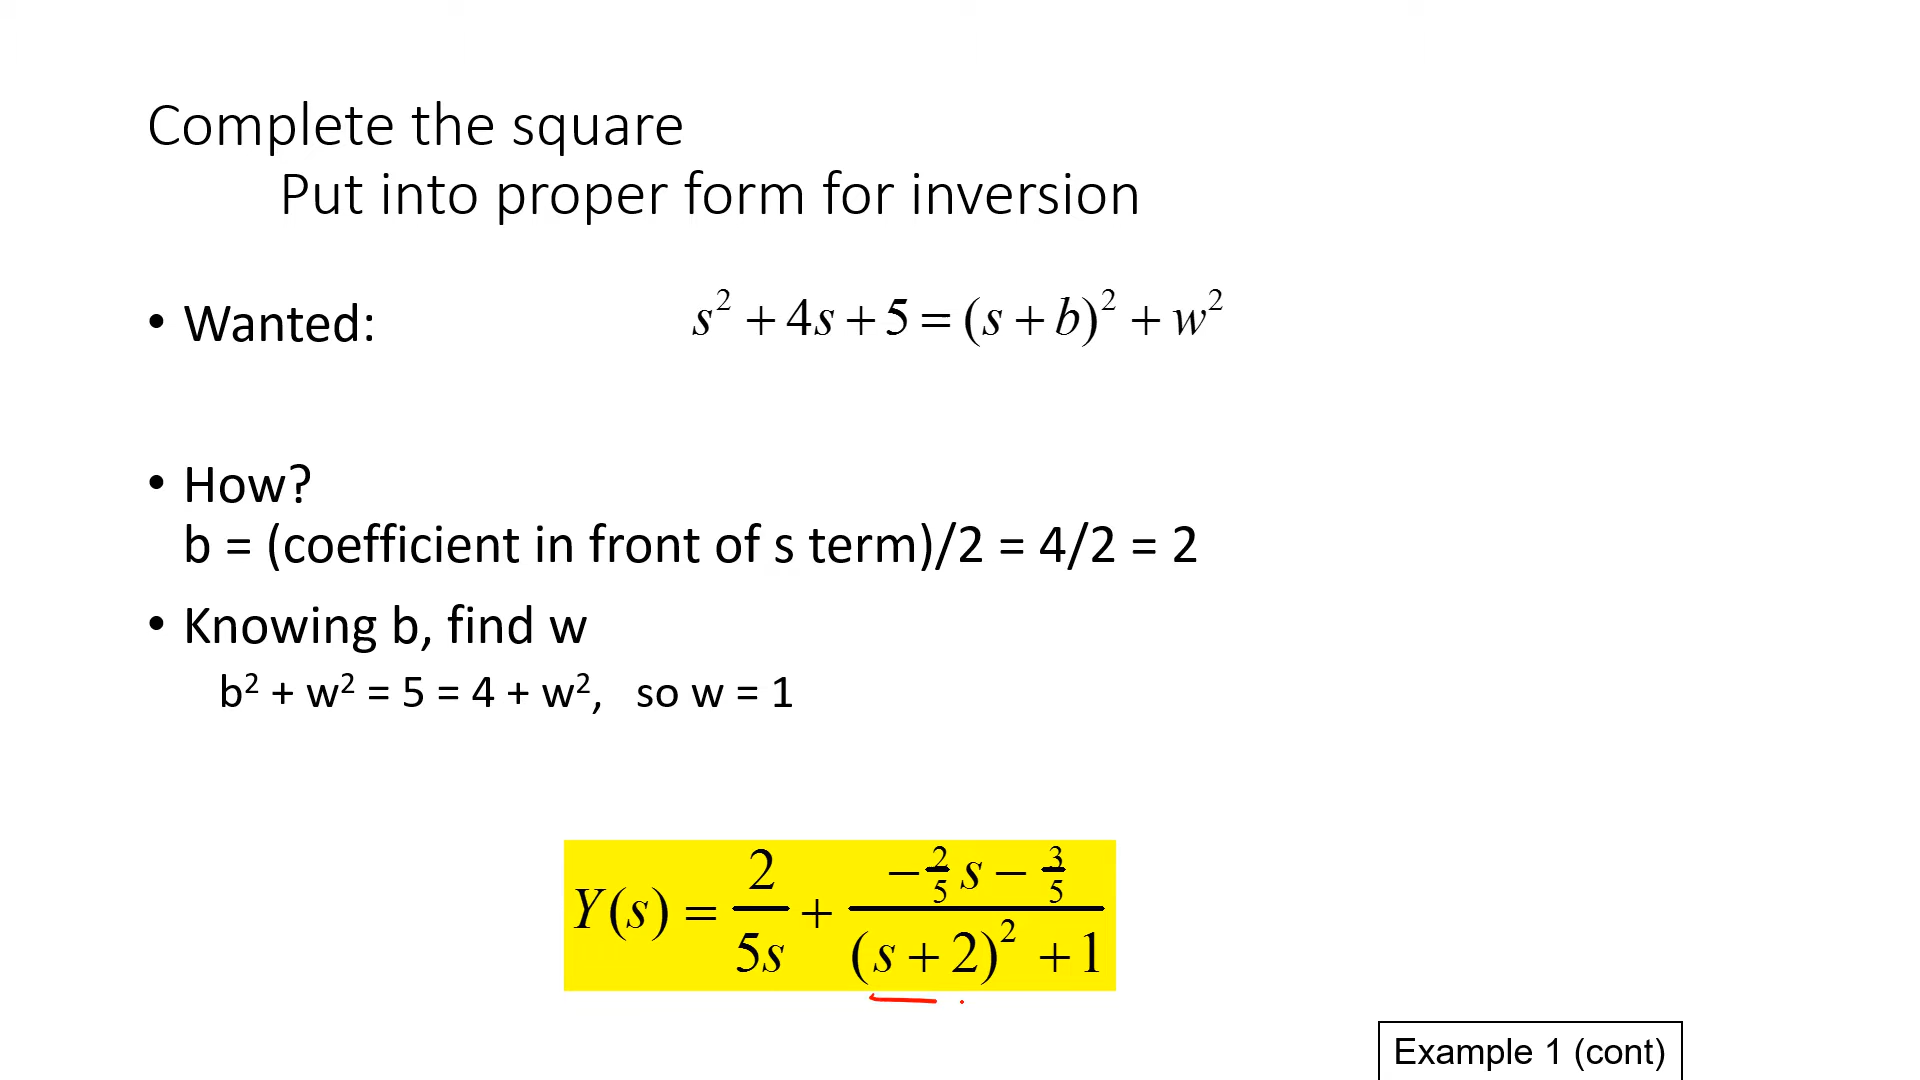 Complete the square
Put into proper form for inversion
• Wanted: s² + 4s + 5 = (s + b)² + w²
• How?
b = (coefficient in front of s term)/2 = 4/2 = 2
• Knowing b, find w
b² + w² = 5 = 4 + w², so w = 1
Y(s) = 2/5s + (−2/5 s − 3/5)/((s + 2)² + 1)
Example 1 (cont)